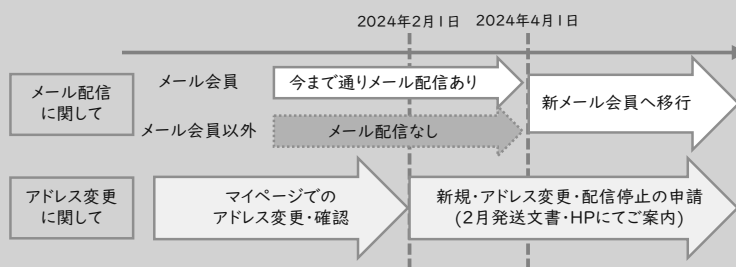 2024年2月1日 2024年4月1日
メール配信
に関して
メール会員
今まで通りメール配信あり
メール会員以外
メール配信なし
新メール会員へ移行
アドレス変更
に関して
マイページでの
アドレス変更・確認
新規・アドレス変更・配信停止の申請
(2月発送文書・HPにてご案内)